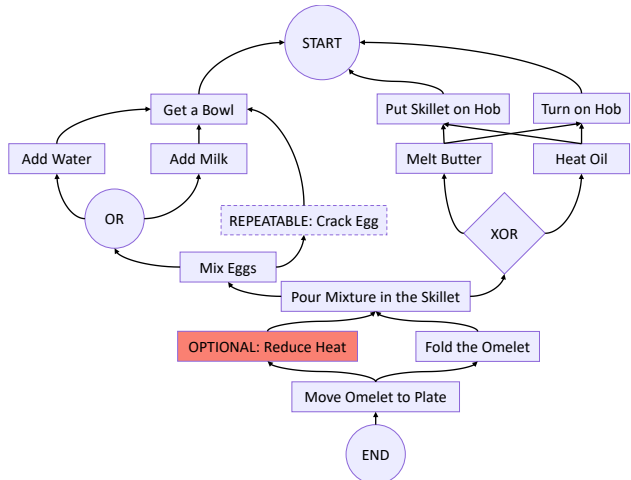 START
Get a Bowl
Put Skillet on Hob
Turn on Hob
Add Water
Add Milk
Melt Butter
Heat Oil
OR
REPEATABLE: Crack Egg
XOR
Mix Eggs
Pour Mixture in the Skillet
OPTIONAL: Reduce Heat
Fold the Omelet
Move Omelet to Plate
END